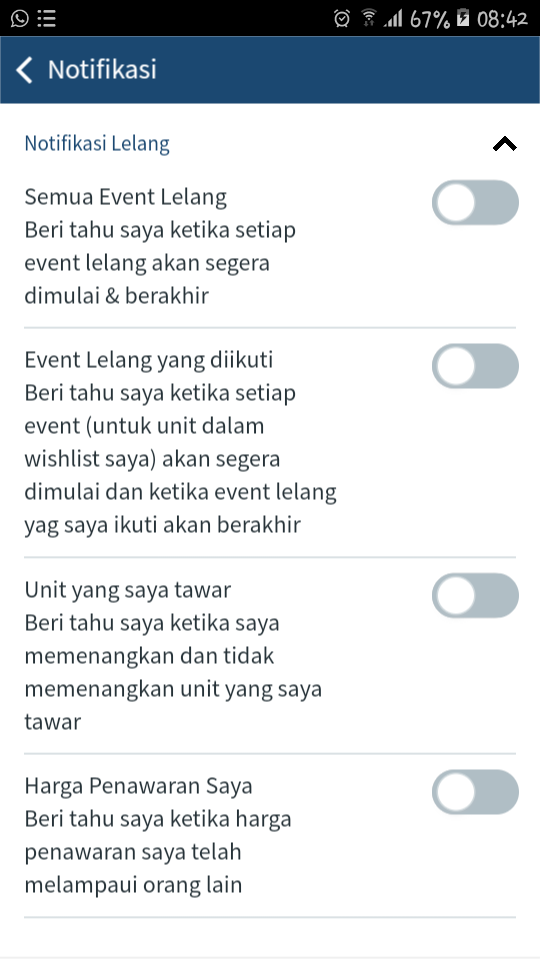 67% 08:42
Notifikasi
Notifikasi Lelang
Semua Event Lelang
Beri tahu saya ketika setiap
event lelang akan segera
dimulai & berakhir
Event Lelang yang diikuti
Beri tahu saya ketika setiap
event (untuk unit dalam
wishlist saya) akan segera
dimulai dan ketika event lelang
yag saya ikuti akan berakhir
Unit yang saya tawar
Beri tahu saya ketika saya
memenangkan dan tidak
memenangkan unit yang saya
tawar
Harga Penawaran Saya
Beri tahu saya ketika harga
penawaran saya telah
melampaui orang lain